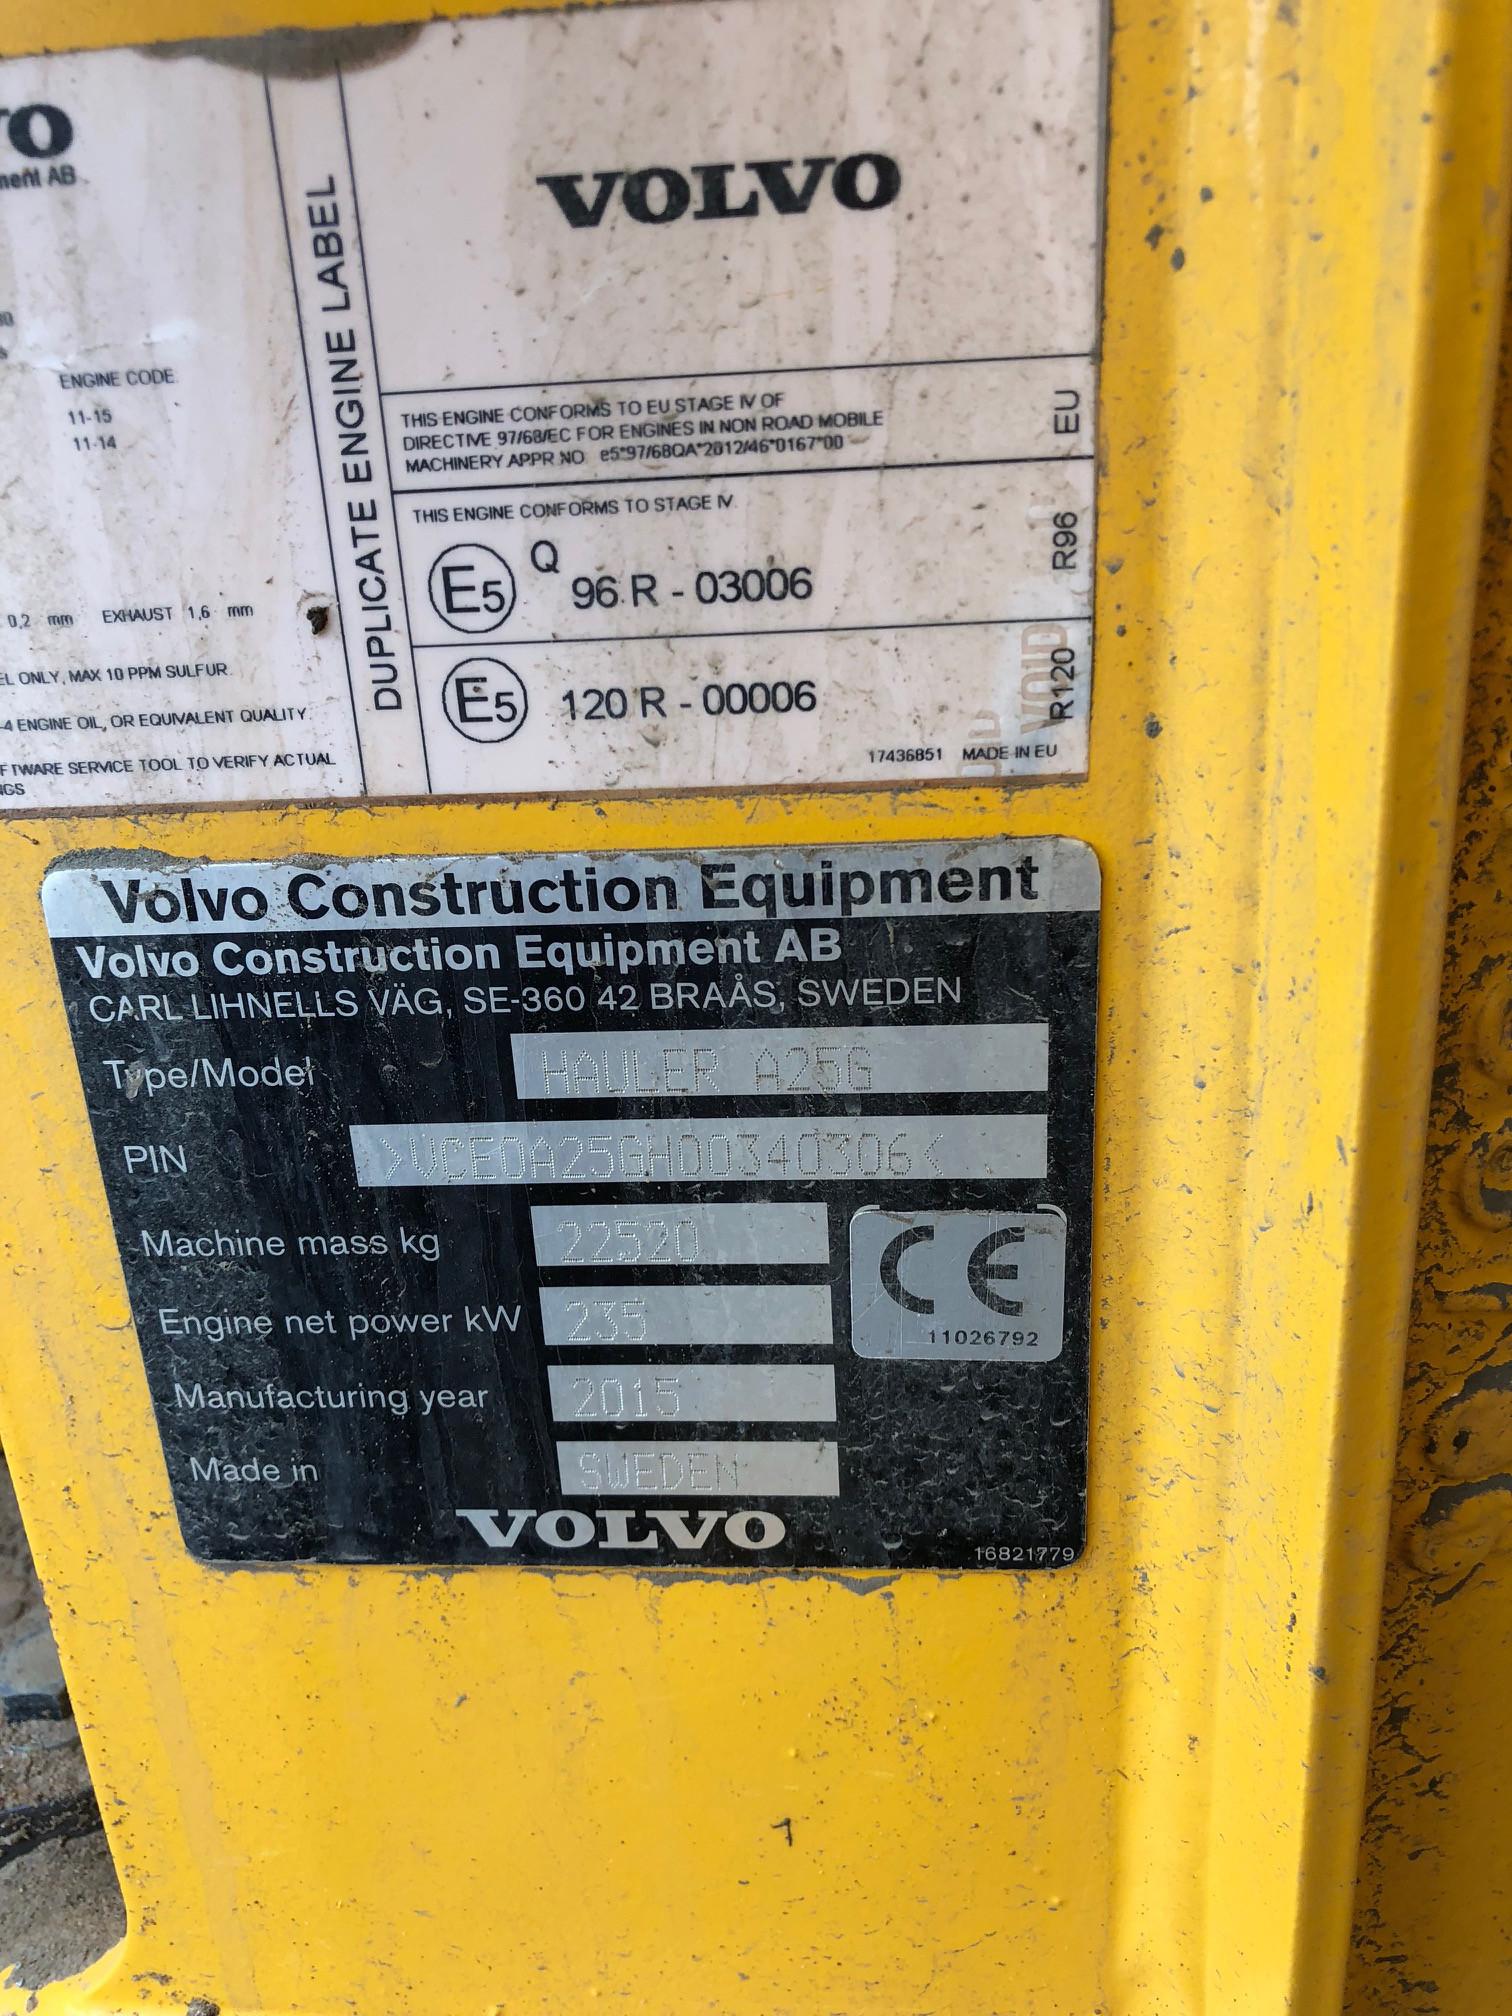 VOLVO
AB
ENGINE CODE
11-15
11-14
0,2 mm EXHAUST 1,6 mm
ONLY, MAX 10 PPM SULFUR
ENGINE OIL, OR EQUIVALENT QUALITY.
SERVICE TOOL TO VERIFY ACTUAL
DUPLICATE ENGINE LABEL
THIS ENGINE CONFORMS TO EU STAGE IV OF
DIRECTIVE 97/68/EC FOR ENGINES IN NON ROAD MOBILE
MACHINERY APPR NO e5*97/68QA*2012/46*0167*00
EU
THIS ENGINE CONFORMS TO STAGE IV
E5 Q 96 R - 03006
R96
E5 120 R - 00006
R120
VOID
17436851 MADE IN EU
Volvo Construction Equipment
Volvo Construction Equipment AB
CARL LIHNELLS VÄG, SE-360 42 BRAÅS, SWEDEN
Type/Model HAULER A25G
PIN >VCE0A25GH00340306<
Machine mass kg 22520
Engine net power kW 235
CE
11026792
Manufacturing year 2015
Made in SWEDEN
VOLVO
16821779